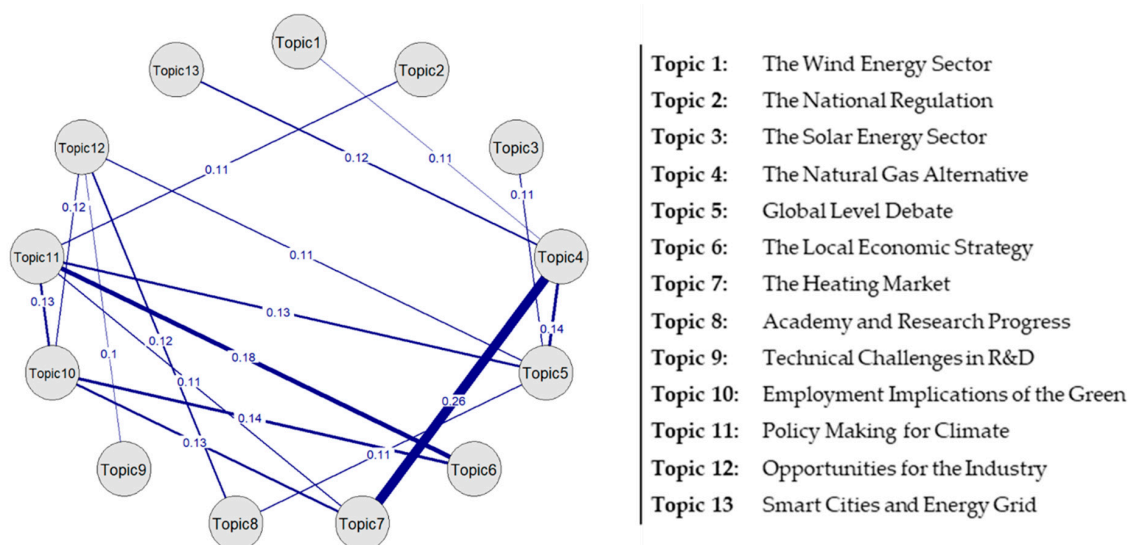 Topic1
Topic2
Topic13
Topic12
Topic3
0.11
0.12
0.11
0.11
0.12
0.11
Topic11
Topic4
0.13
0.13
0.14
0.12
0.18
0.1
Topic10
Topic5
0.11
0.26
0.14
0.13
0.11
Topic9
Topic6
Topic8
Topic7
Topic 1: The Wind Energy Sector
Topic 2: The National Regulation
Topic 3: The Solar Energy Sector
Topic 4: The Natural Gas Alternative
Topic 5: Global Level Debate
Topic 6: The Local Economic Strategy
Topic 7: The Heating Market
Topic 8: Academy and Research Progress
Topic 9: Technical Challenges in R&D
Topic 10: Employment Implications of the Green
Topic 11: Policy Making for Climate
Topic 12: Opportunities for the Industry
Topic 13 Smart Cities and Energy Grid